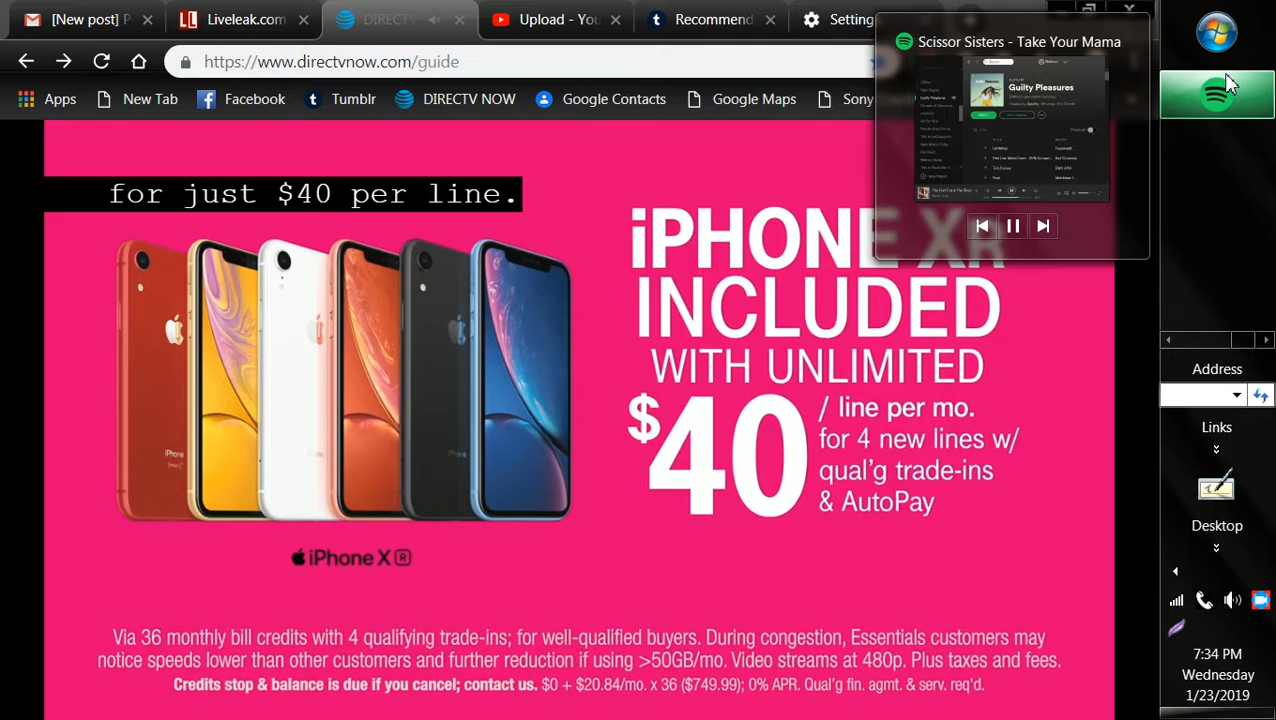 [New post] P
Liveleak.com
DIRECTV
Upload - You
Recommend
Setting
https://www.directvnow.com/guide
Apps
New Tab
Facebook
Tumblr
DIRECTV NOW
Google Contacts
Google Maps
Sony
Scissor Sisters - Take Your Mama
Guilty Pleasures
for just $40 per line.
iPHONE XR
INCLUDED
WITH UNLIMITED
$40 / line per mo.
for 4 new lines w/
qual'g trade-ins
& AutoPay
iPhone XR
Via 36 monthly bill credits with 4 qualifying trade-ins; for well-qualified buyers. During congestion, Essentials customers may
notice speeds lower than other customers and further reduction if using >50GB/mo. Video streams at 480p. Plus taxes and fees.
Credits stop & balance is due if you cancel; contact us. $0 + $20.84/mo. x 36 ($749.99); 0% APR. Qual'g fin. agmt. & serv. req'd.
Address
Links
Desktop
7:34 PM
Wednesday
1/23/2019